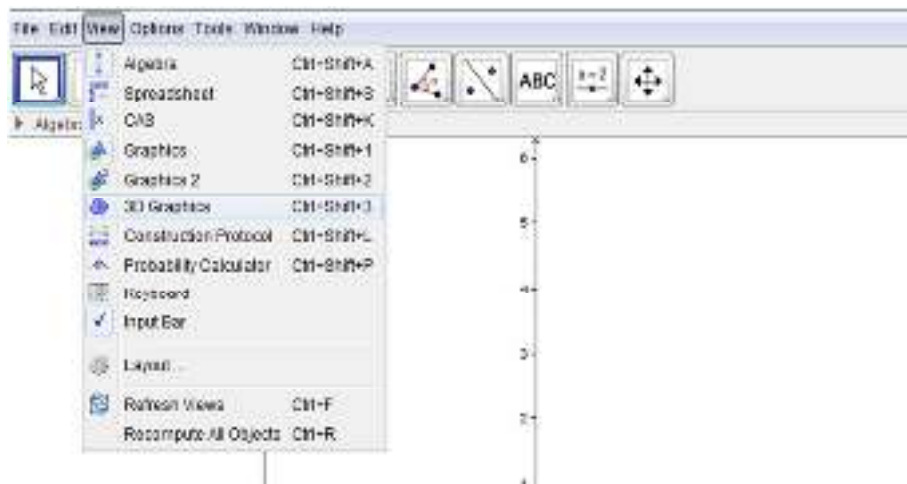 File Edit View Options Tools Window Help
ABC a=2
Algebra Ctrl+Shift+A
Spreadsheet Ctrl+Shift+S
CAS Ctrl+Shift+K
Graphics Ctrl+Shift+1
Graphics 2 Ctrl+Shift+2
3D Graphics Ctrl+Shift+3
Construction Protocol Ctrl+Shift+L
Probability Calculator Ctrl+Shift+P
Keyboard
Input Bar
Layout ...
Refresh Views Ctrl+F
Recompute All Objects Ctrl+R
6
5
4
3
2